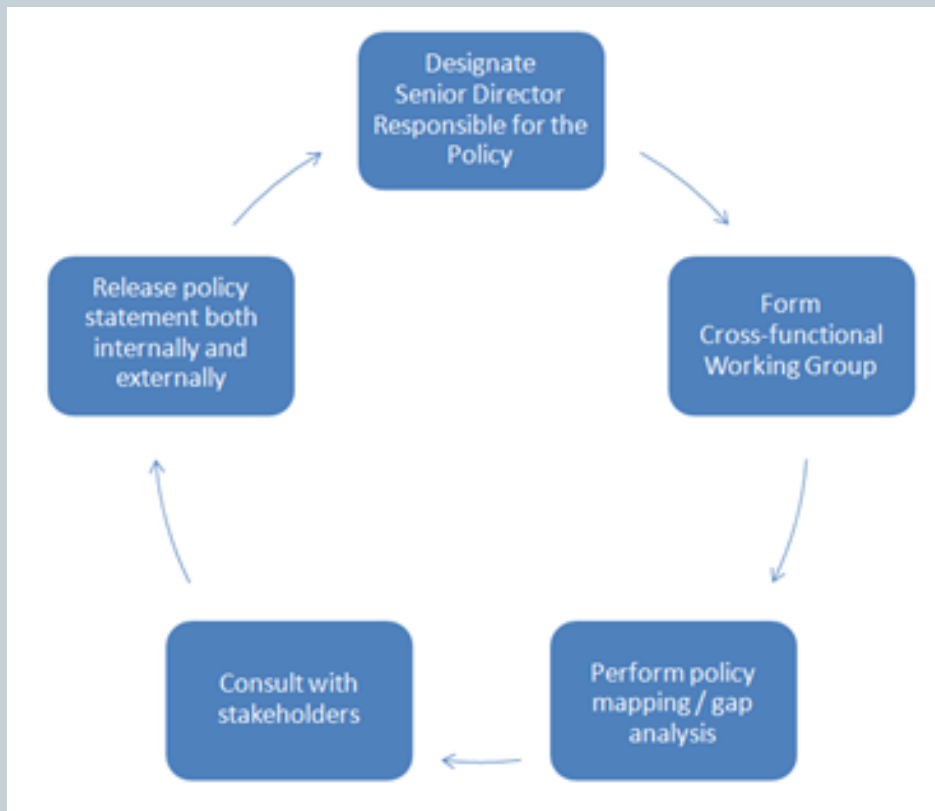 Designate
Senior Director
Responsible for the
Policy
Form
Cross-functional
Working Group
Perform policy
mapping / gap
analysis
Consult with
stakeholders
Release policy
statement both
internally and
externally